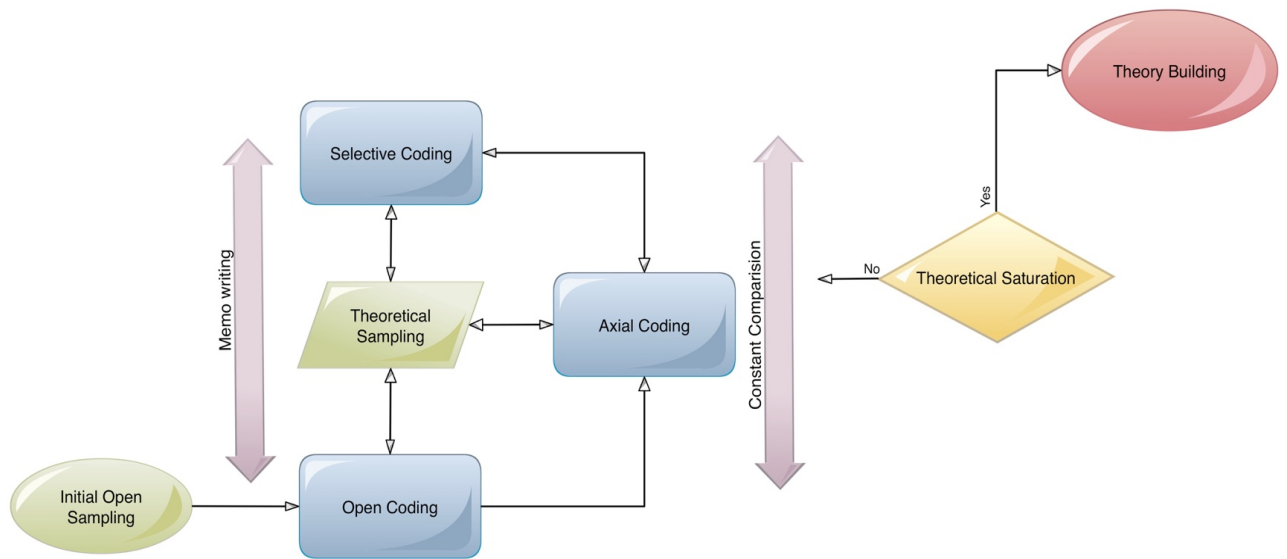 Theory Building
Selective Coding
Yes
Memo writing
Constant Comparision
No
Theoretical Saturation
Theoretical
Sampling
Axial Coding
Initial Open
Sampling
Open Coding